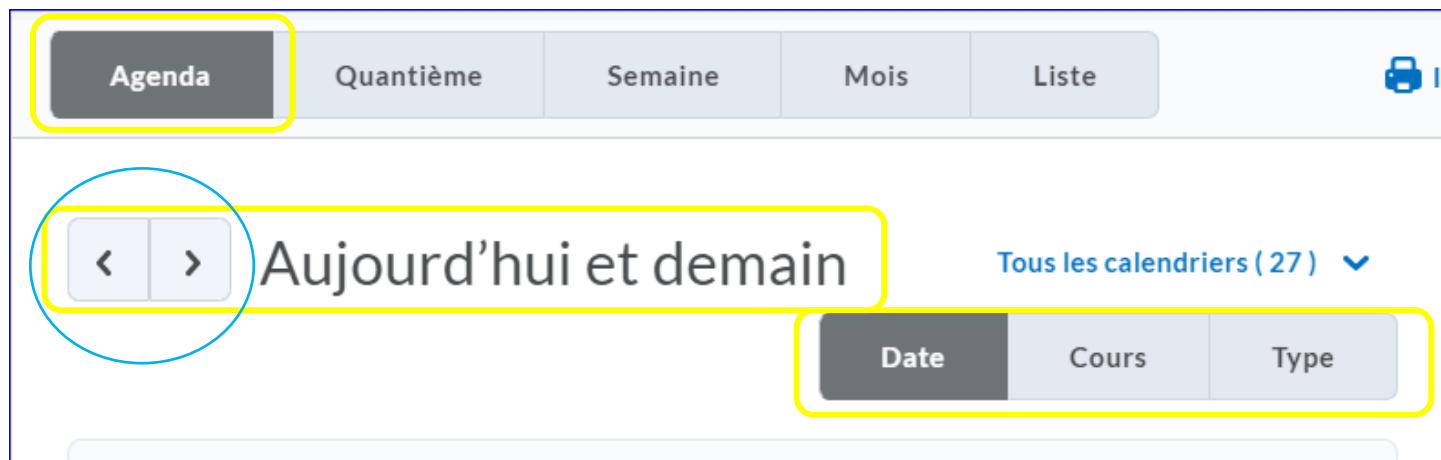 Agenda Quantième Semaine Mois Liste
Aujourd’hui et demain Tous les calendriers ( 27 )
Date Cours Type